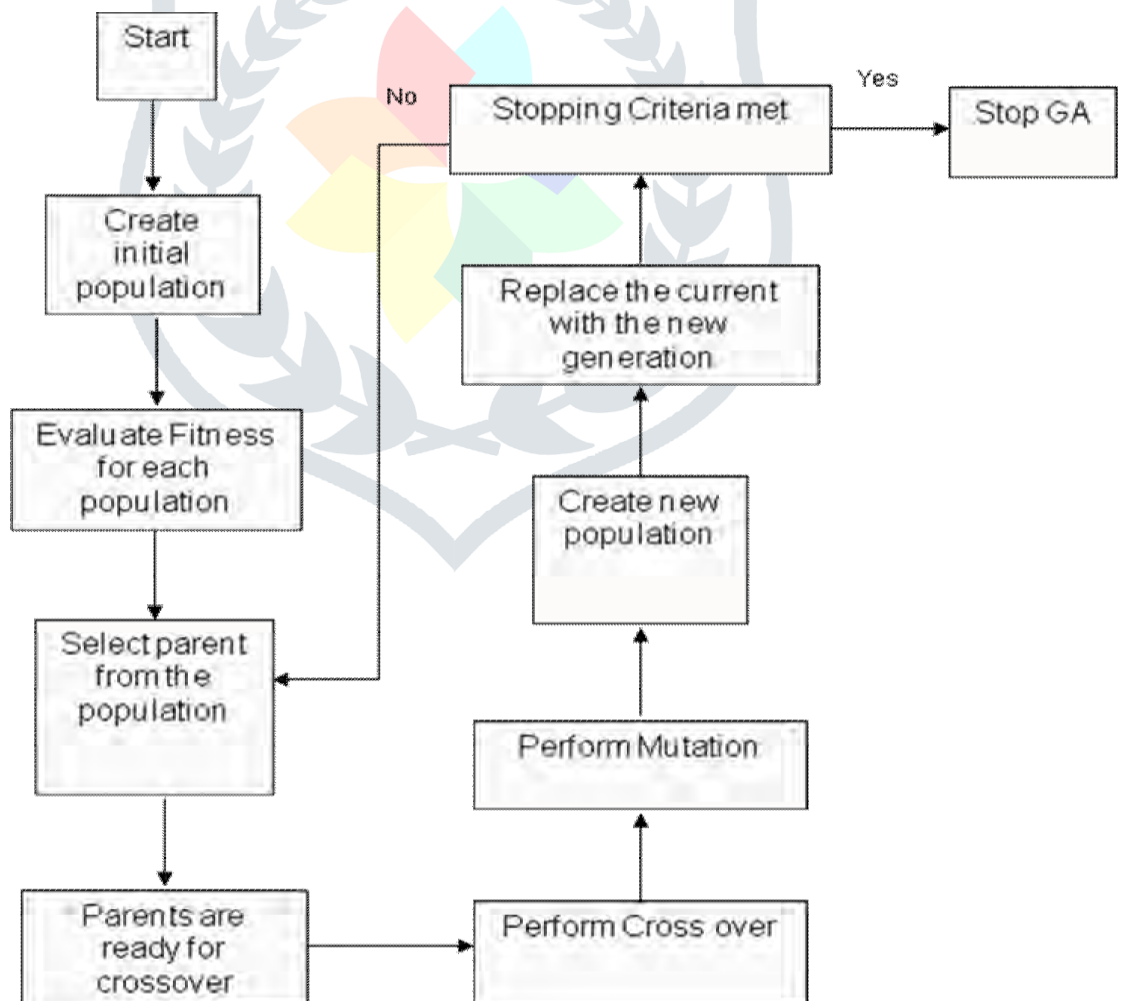 Start
Create
initial
population
Evaluate Fitness
for each
population
Select parent
from the
population
Parents are
ready for
crossover
Perform Cross over
Perform Mutation
Create new
population
Replace the current
with the new
generation
Stopping Criteria met
No
Yes
Stop GA